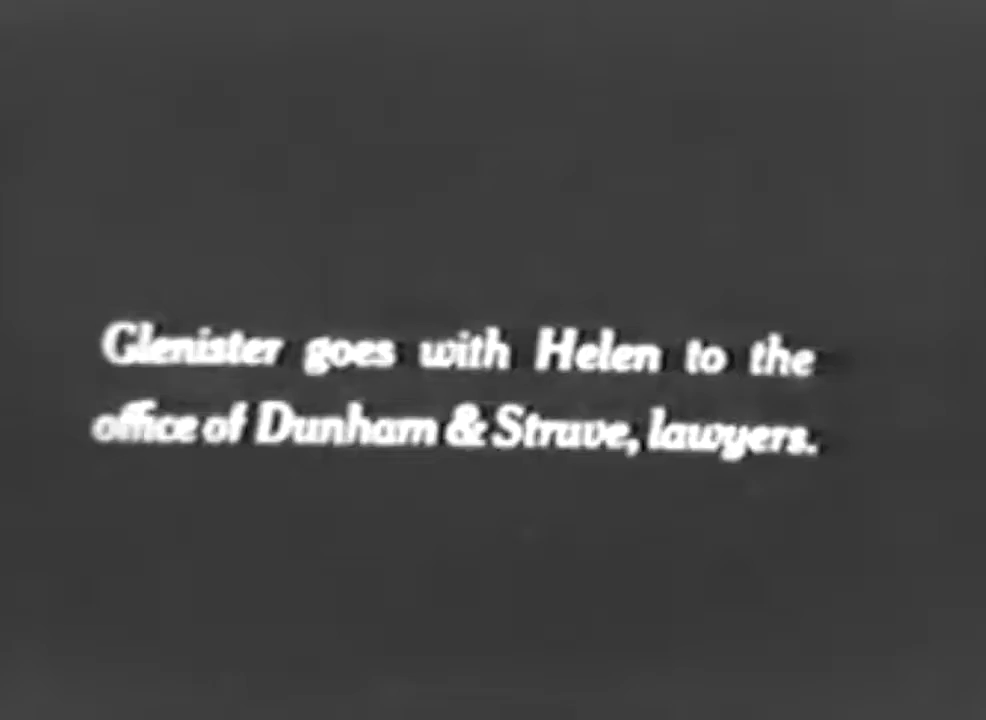 Glenister goes with Helen to the
office of Dunham & Struve, lawyers.